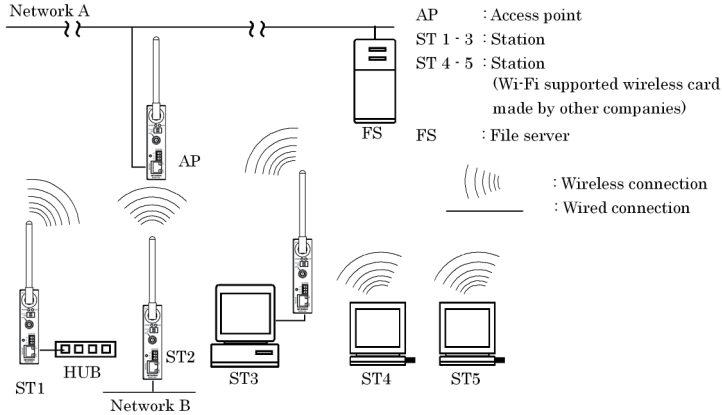 Network A
AP : Access point
ST 1 - 3 : Station
ST 4 - 5 : Station
(Wi-Fi supported wireless card
made by other companies)
FS : File server
: Wireless connection
: Wired connection
FS
AP
HUB
ST1
ST2
ST3
ST4
ST5
Network B